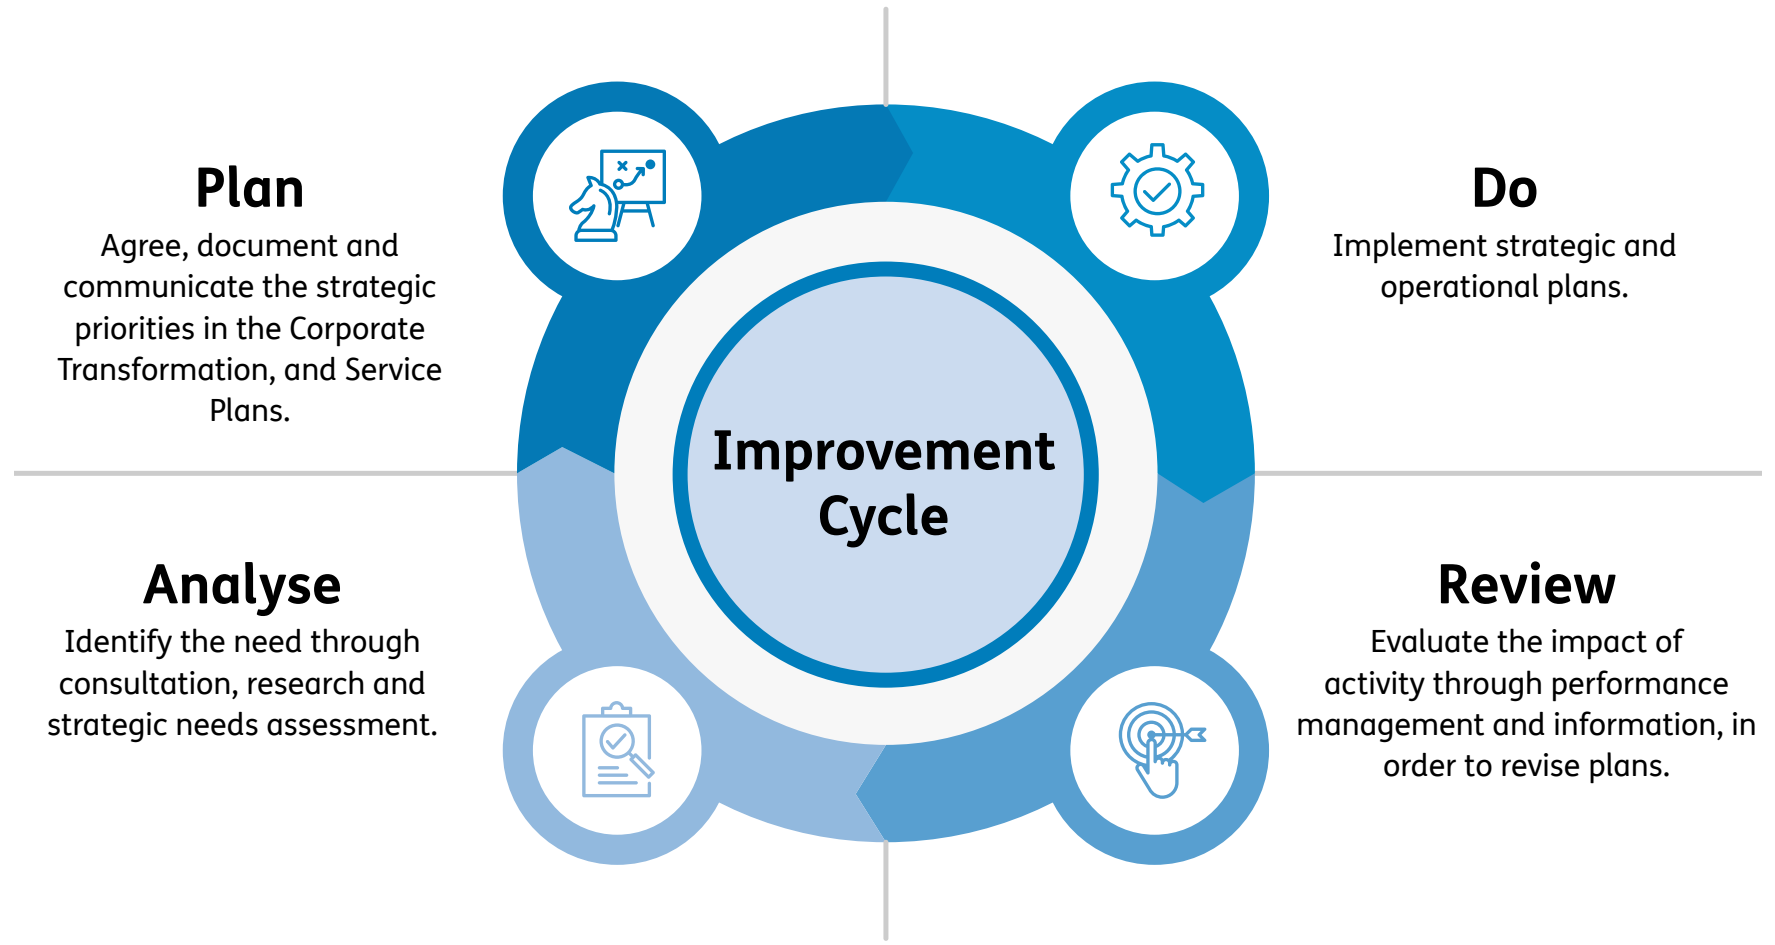 Plan
Agree, document and
communicate the strategic
priorities in the Corporate
Transformation, and Service
Plans.
Do
Implement strategic and
operational plans.
Improvement
Cycle
Analyse
Identify the need through
consultation, research and
strategic needs assessment.
Review
Evaluate the impact of
activity through performance
management and information, in
order to revise plans.